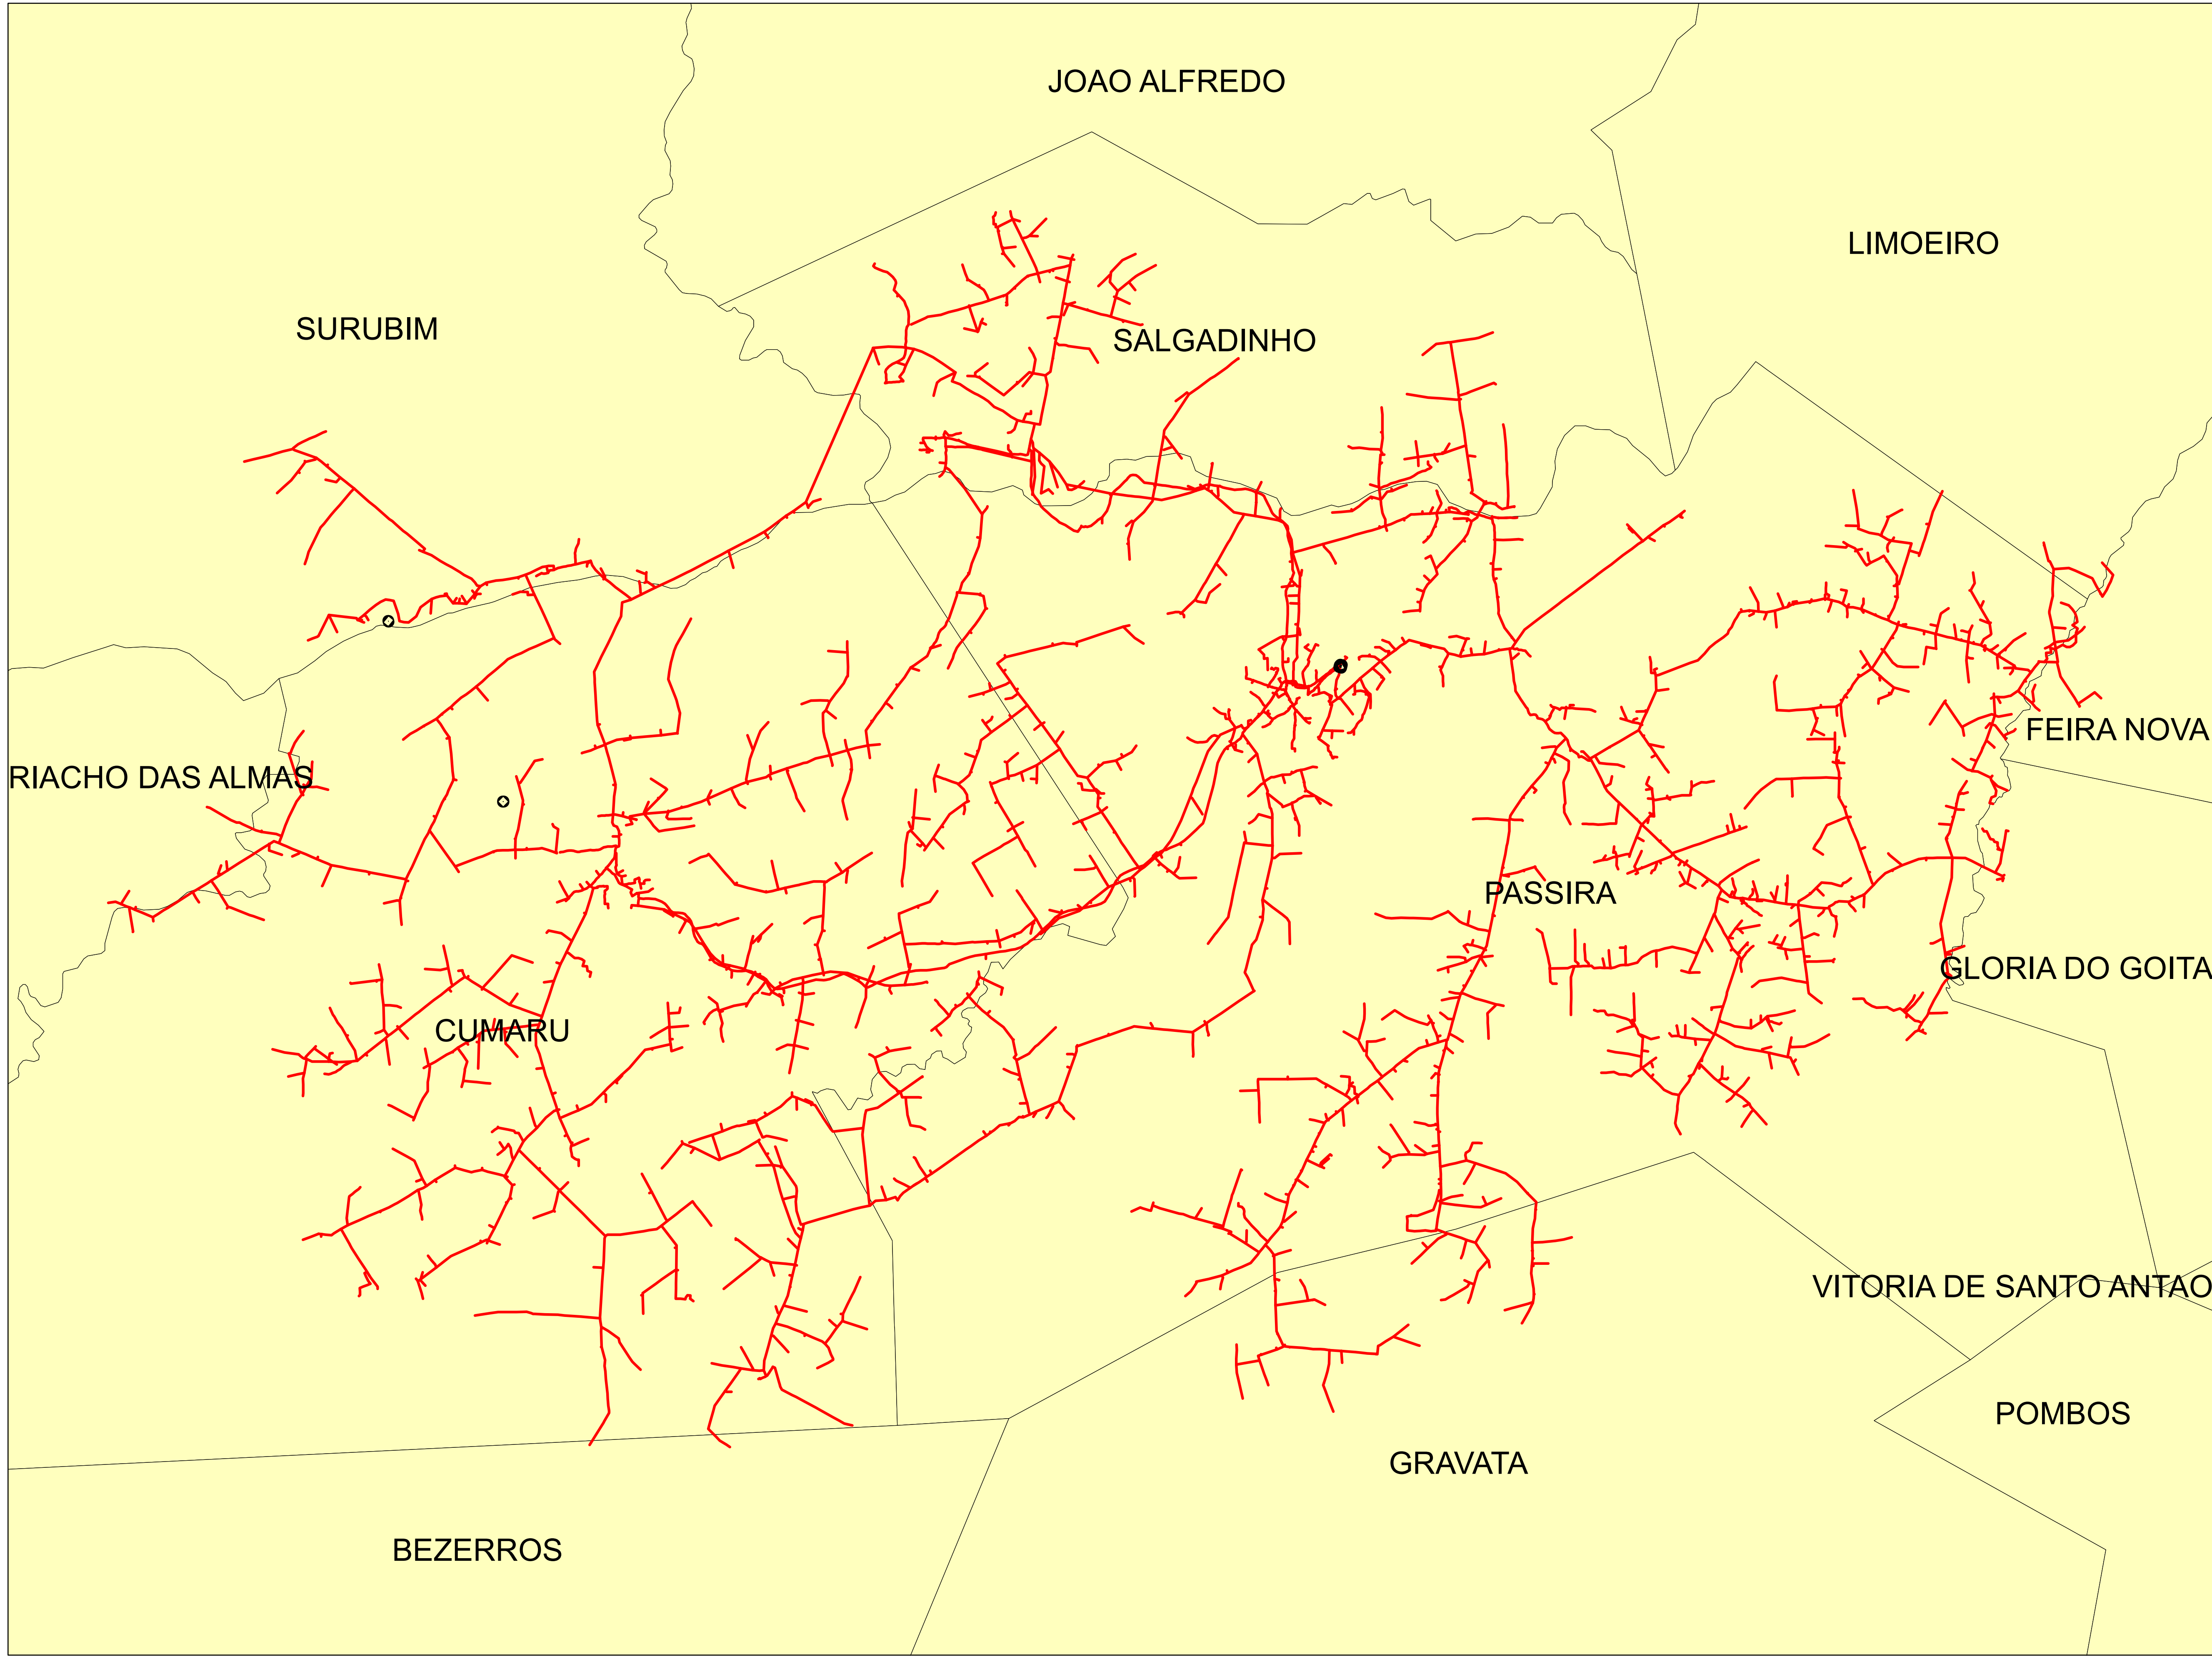 JOAO ALFREDO
LIMOEIRO
SURUBIM
SALGADINHO
FEIRA NOVA
RIACHO DAS ALMAS
PASSIRA
GLORIA DO GOITA
CUMARU
VITORIA DE SANTO ANTAO
POMBOS
GRAVATA
BEZERROS